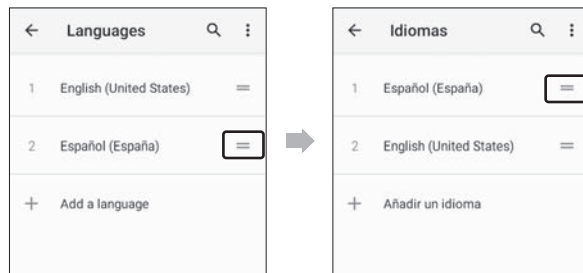 Languages
1 English (United States)
2 Español (España)
Add a language
Idiomas
1 Español (España)
2 English (United States)
Añadir un idioma